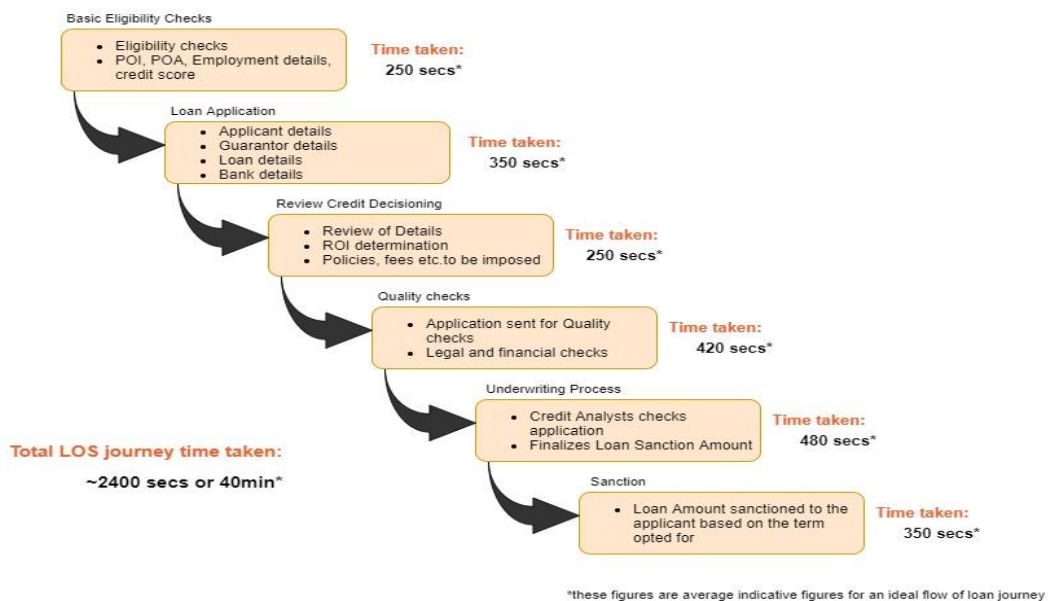 Basic Eligibility Checks
• Eligibility checks
• POI, POA, Employment details,
credit score
Time taken:
250 secs*
Loan Application
• Applicant details
• Guarantor details
• Loan details
• Bank details
Time taken:
350 secs*
Review Credit Decisioning
• Review of Details
• ROI determination
• Policies, fees etc.to be imposed
Time taken:
250 secs*
Quality checks
• Application sent for Quality
checks
• Legal and financial checks
Time taken:
420 secs*
Underwriting Process
• Credit Analysts checks
application
• Finalizes Loan Sanction Amount
Time taken:
480 secs*
Total LOS journey time taken:
~2400 secs or 40min*
Sanction
• Loan Amount sanctioned to the
applicant based on the term
opted for
Time taken:
350 secs*
*these figures are average indicative figures for an ideal flow of loan journey